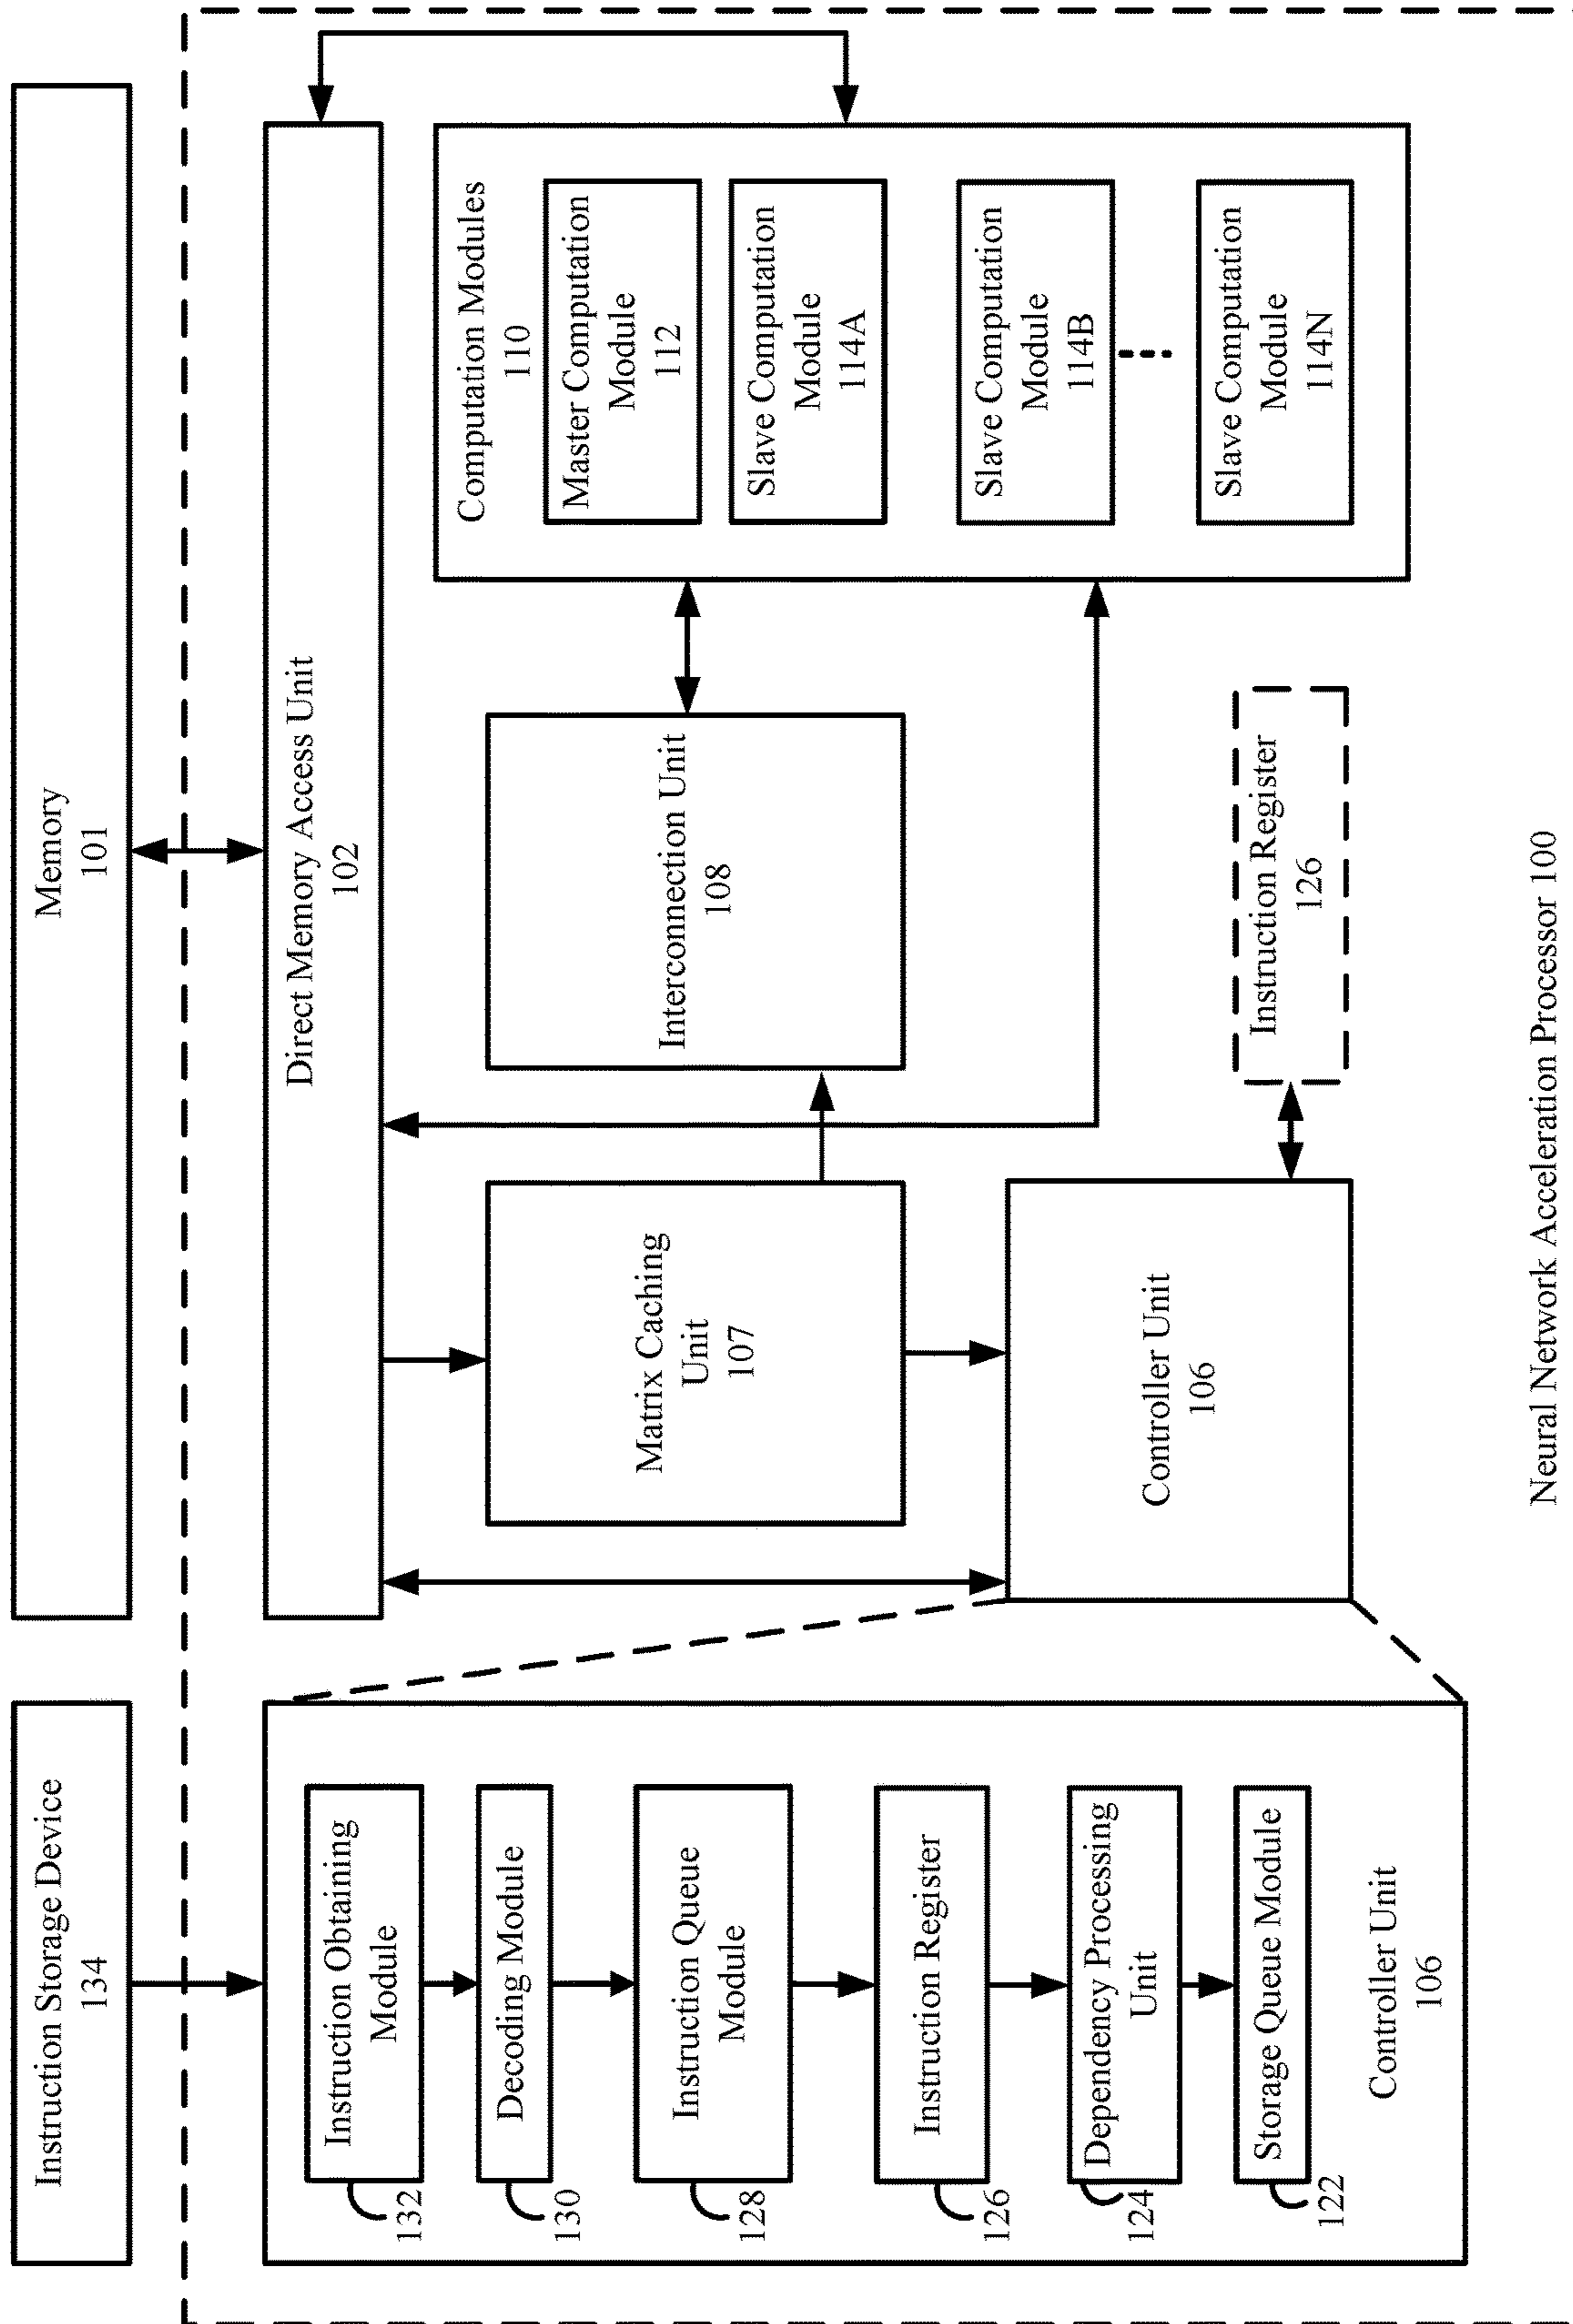 Instruction Storage Device
134
Memory
101
Instruction Obtaining
Module
132
Decoding Module
130
Instruction Queue
Module
128
Instruction Register
126
Dependency Processing
Unit
124
Storage Queue Module
122
Controller Unit
106
Direct Memory Access Unit
102
Matrix Caching
Unit
107
Interconnection Unit
108
Controller Unit
106
Instruction Register
126
Computation Modules
110
Master Computation
Module
112
Slave Computation
Module
114A
Slave Computation
Module
114B
Slave Computation
Module
114N
Neural Network Acceleration Processor 100